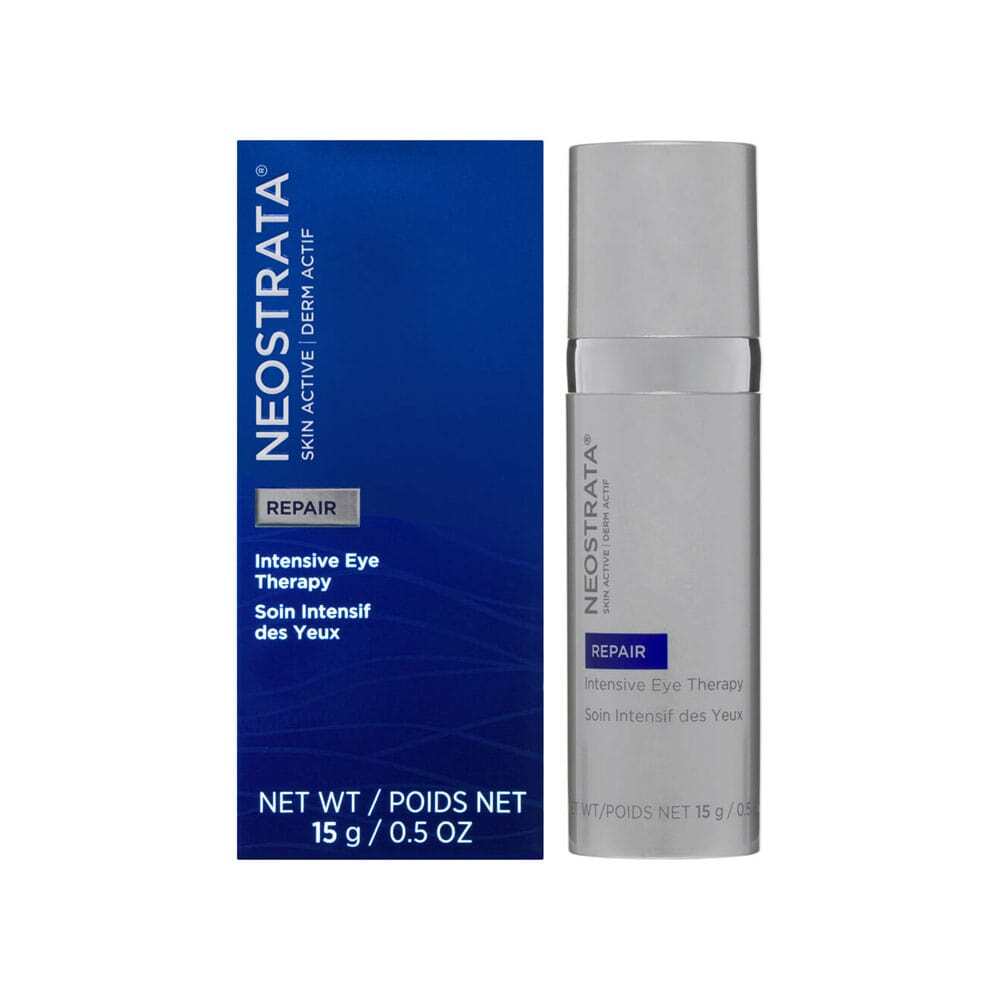 NEOSTRATA®
SKIN ACTIVE | DERM ACTIF
REPAIR
Intensive Eye
Therapy
Soin Intensif
des Yeux
NET WT / POIDS NET
15 g / 0.5 OZ
NEOSTRATA®
SKIN ACTIVE | DERM ACTIF
REPAIR
Intensive Eye Therapy
Soin Intensif des Yeux
WT/POIDS NET 15 g / 0.5